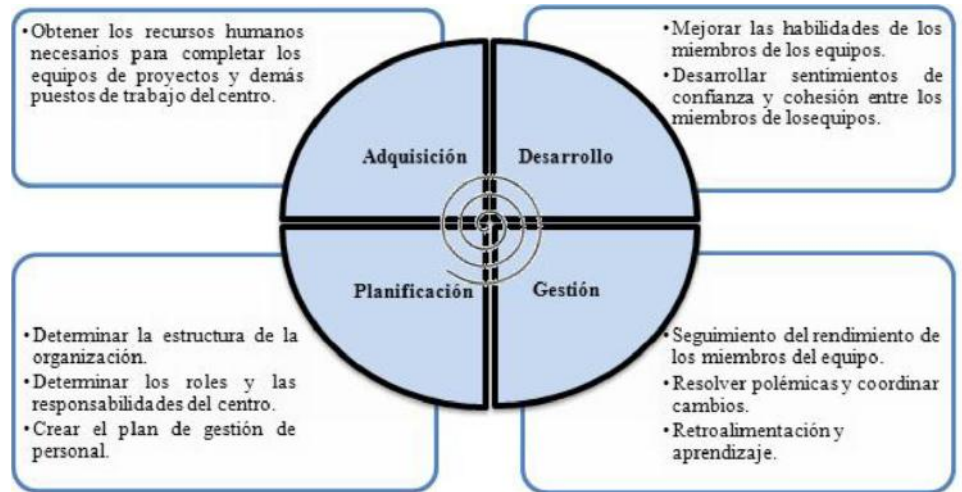 •Obtener los recursos humanos
necesarios para completar los
equipos de proyectos y demás
puestos de trabajo del centro.
•Mejorar las habilidades de los
miembros de los equipos.
•Desarrollar sentimientos de
confianza y cohesión entre los
miembros de losequipos.
Adquisición
Desarrollo
Planificación
Gestión
•Determinar la estructura de la
organización.
•Determinar los roles y las
responsabilidades del centro.
•Crear el plan de gestión de
personal.
•Seguimiento del rendimiento de
los miembros del equipo.
•Resolver polémicas y coordinar
cambios.
•Retroalimentación y
aprendizaje.